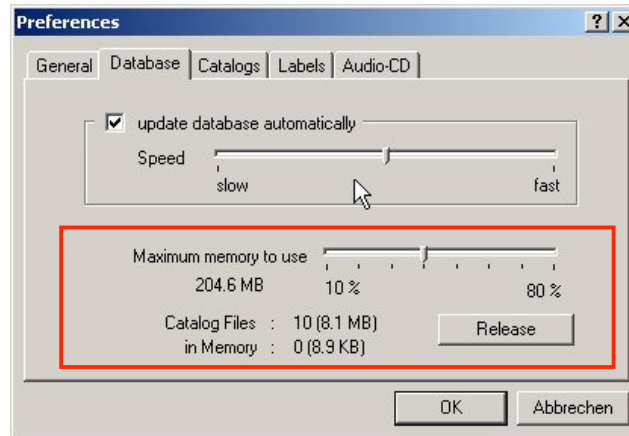 Preferences
General Database Catalogs Labels Audio-CD
update database automatically
Speed
slow fast
Maximum memory to use
204.6 MB 10 % 80 %
Catalog Files : 10 (8.1 MB)
Release
in Memory : 0 (8.9 KB)
OK Abbrechen